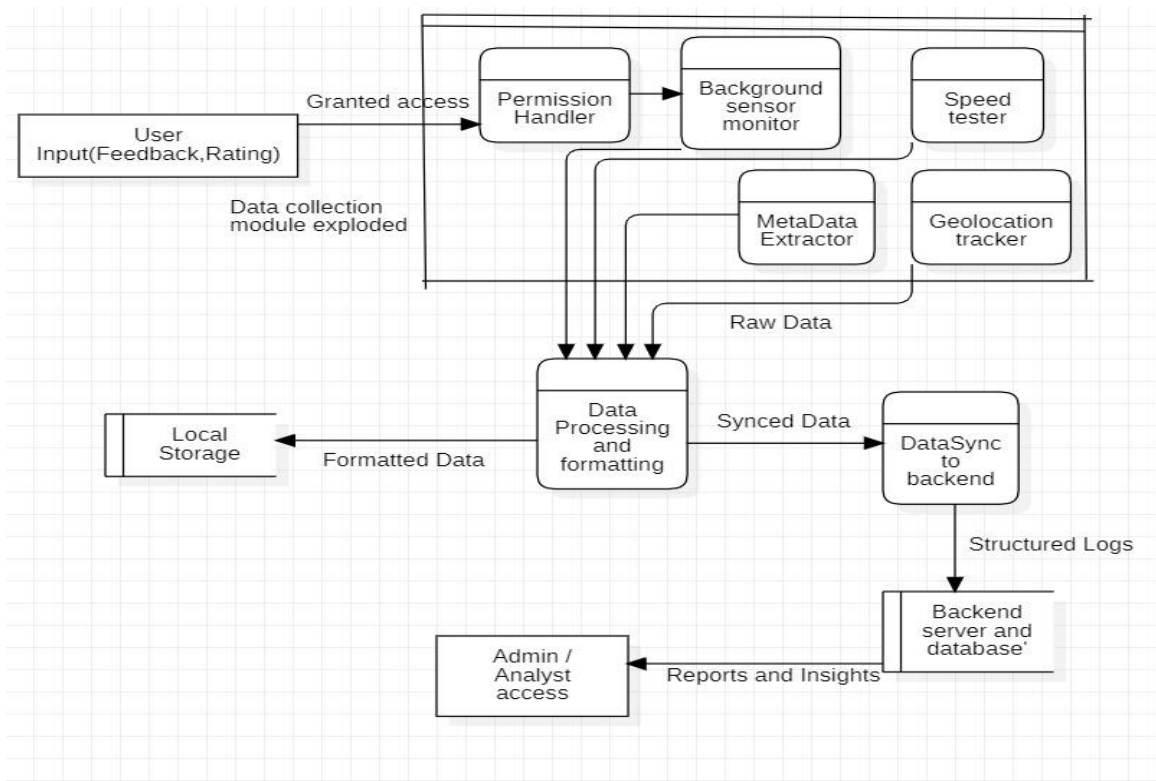 Granted access
User
Input(Feedback,Rating)
Data collection
module exploded
Permission
Handler
Background
sensor
monitor
Speed
tester
MetaData
Extractor
Geolocation
tracker
Raw Data
Data
Processing
and
formatting
Local
Storage
Formatted Data
Synced Data
DataSync
to
backend
Structured Logs
Backend
server and
database'
Reports and Insights
Admin /
Analyst
access